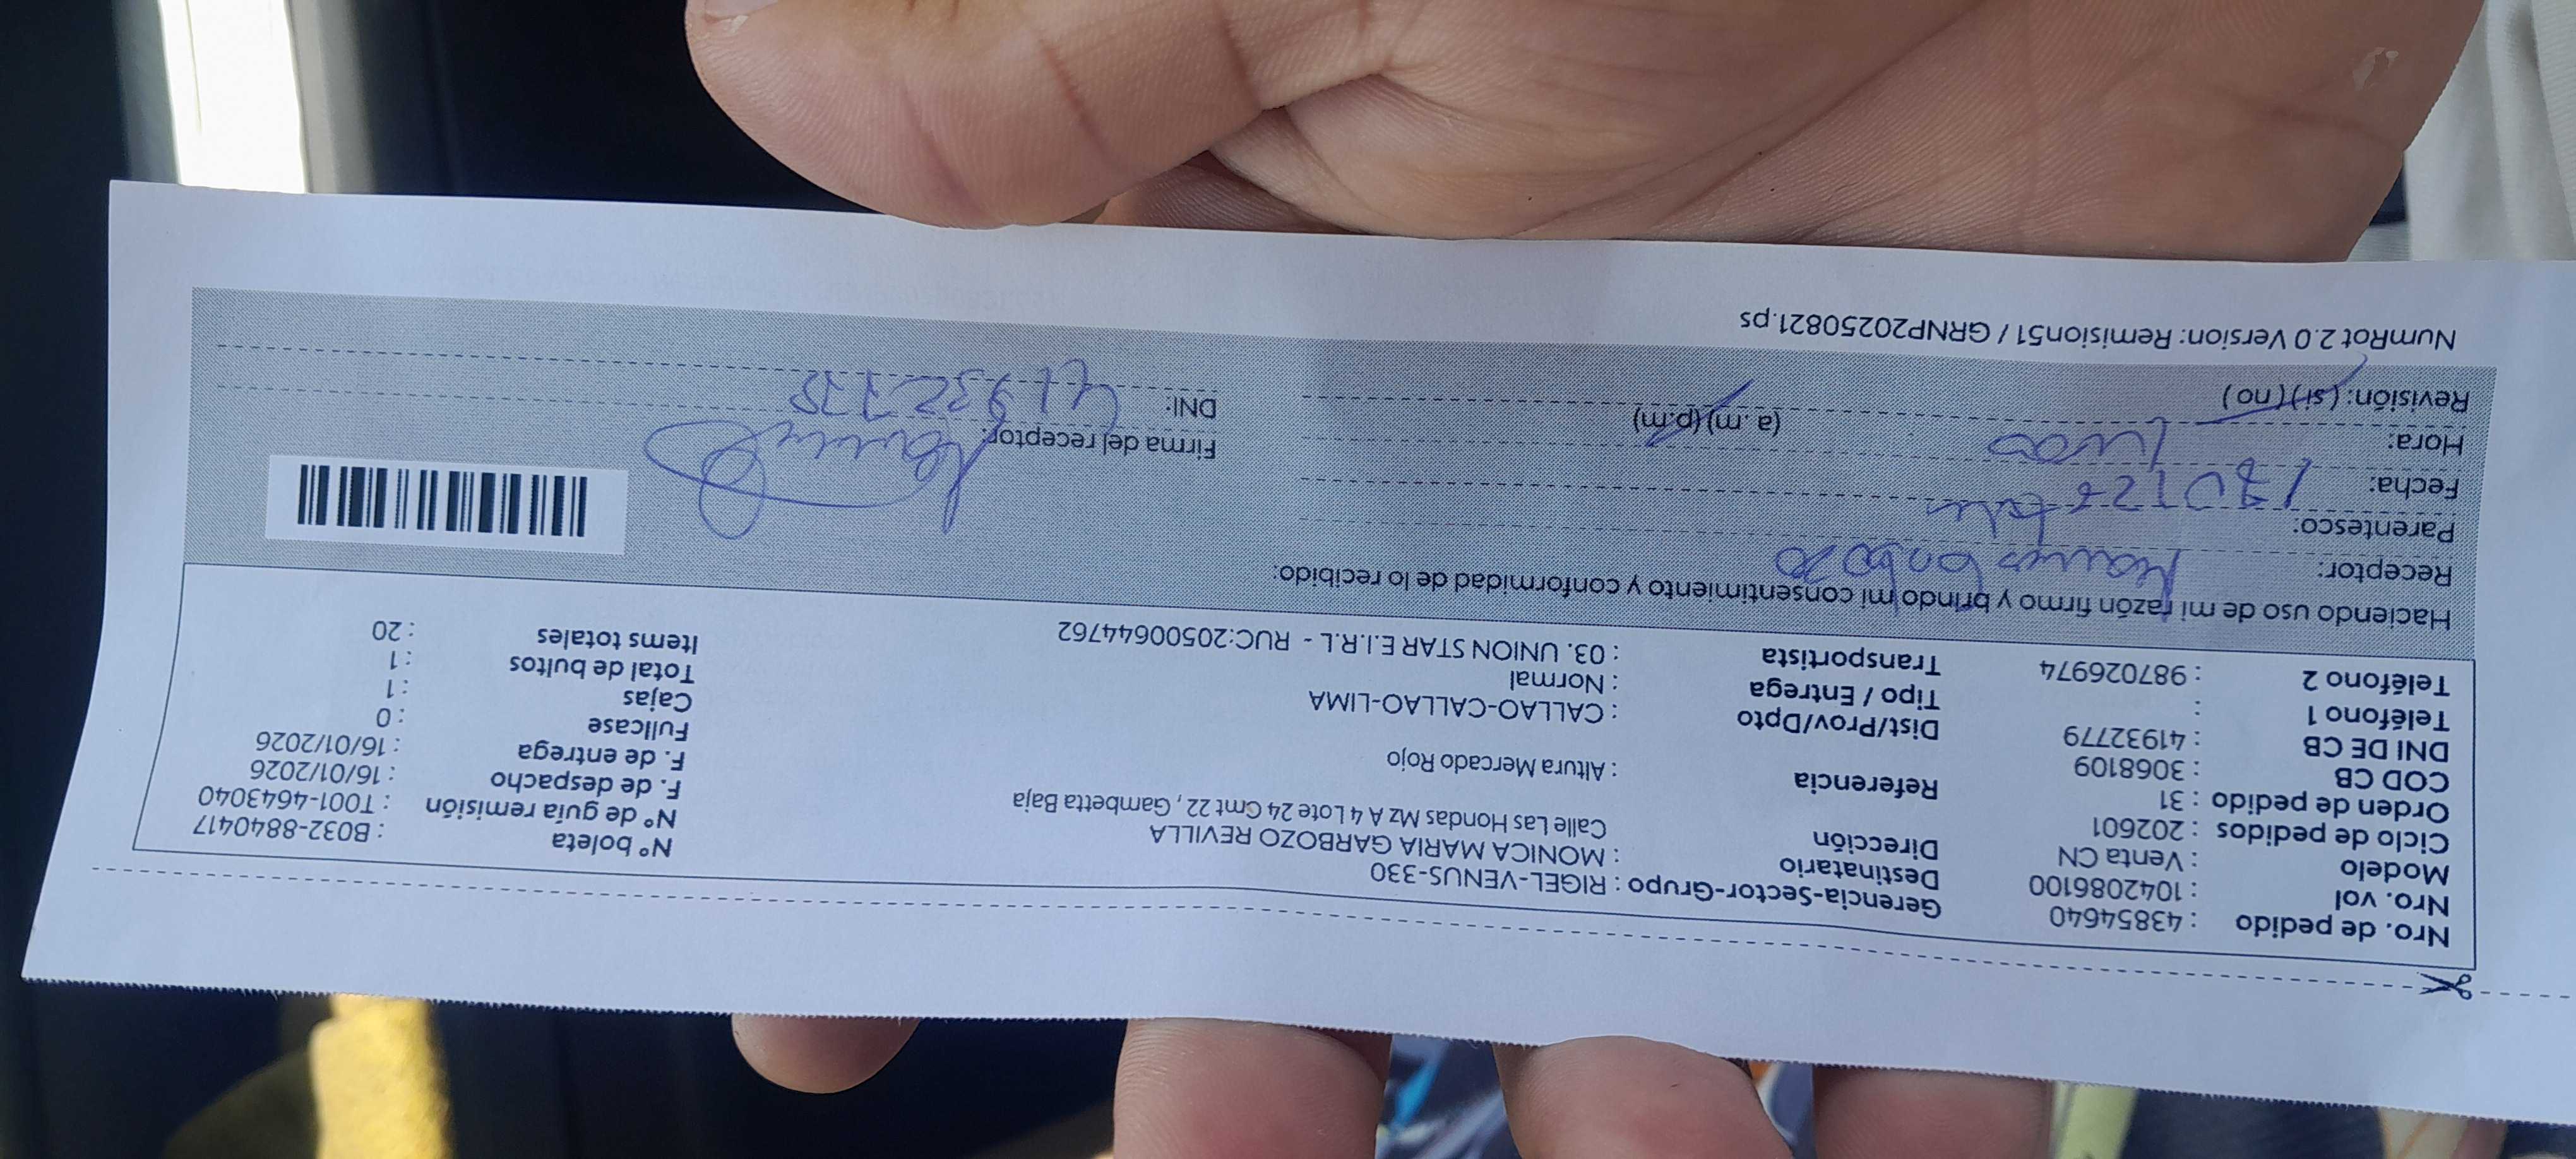 Nro. de pedido : 43854640 Gerencia-Sector-Grupo : RIGEL-VENUS-330 Nº boleta : B032-8840417
Nro. vol : 1042086100 Destinatario : MONICA MARIA GARBOZO REVILLA Nº de guía remisión : T001-4643040
Modelo : Venta CN Dirección Calle Las Hondas Mz A 4 Lote 24 Cmt 22 , Gambetta Baja F. de despacho : 16/01/2026
Ciclo de pedidos : 202601 Referencia : Altura Mercado Rojo F. de entrega : 16/01/2026
Orden de pedido : 31 Dist/Prov/Dpto : CALLAO-CALLAO-LIMA Fullcase : 0
COD CB : 3068109 Tipo / Entrega : Normal Cajas : 1
DNI DE CB : 41932779 Transportista : 03. UNION STAR E.I.R.L - RUC:20500644762 Total de bultos : 1
Teléfono 1 : Items totales : 20
Teléfono 2 : 987026974
Haciendo uso de mi razón firmo y brindo mi consentimiento y conformidad de lo recibido:
Receptor:
Parentesco:
Fecha:
Hora: (a.m) (p.m) Firma del receptor:
Revisión: (si) (no) DNI:
NumRot 2.0 Version: Remision51 / GRNP20250821.ps